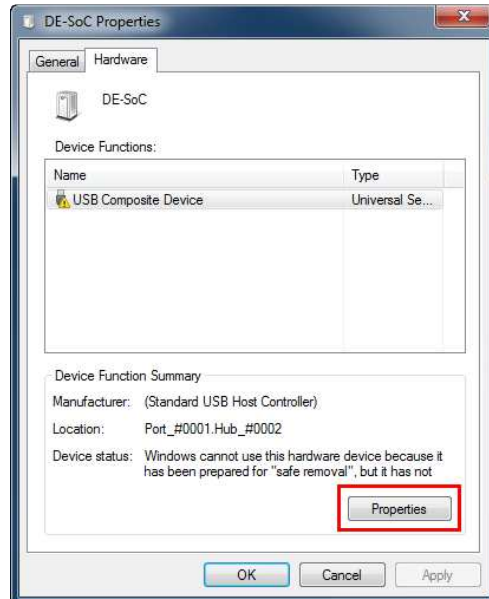 DE-SoC Properties
General Hardware
DE-SoC
Device Functions:
Name Type
USB Composite Device Universal Se...
Device Function Summary
Manufacturer: (Standard USB Host Controller)
Location: Port_#0001.Hub_#0002
Device status: Windows cannot use this hardware device because it
has been prepared for "safe removal", but it has not
Properties
OK Cancel Apply